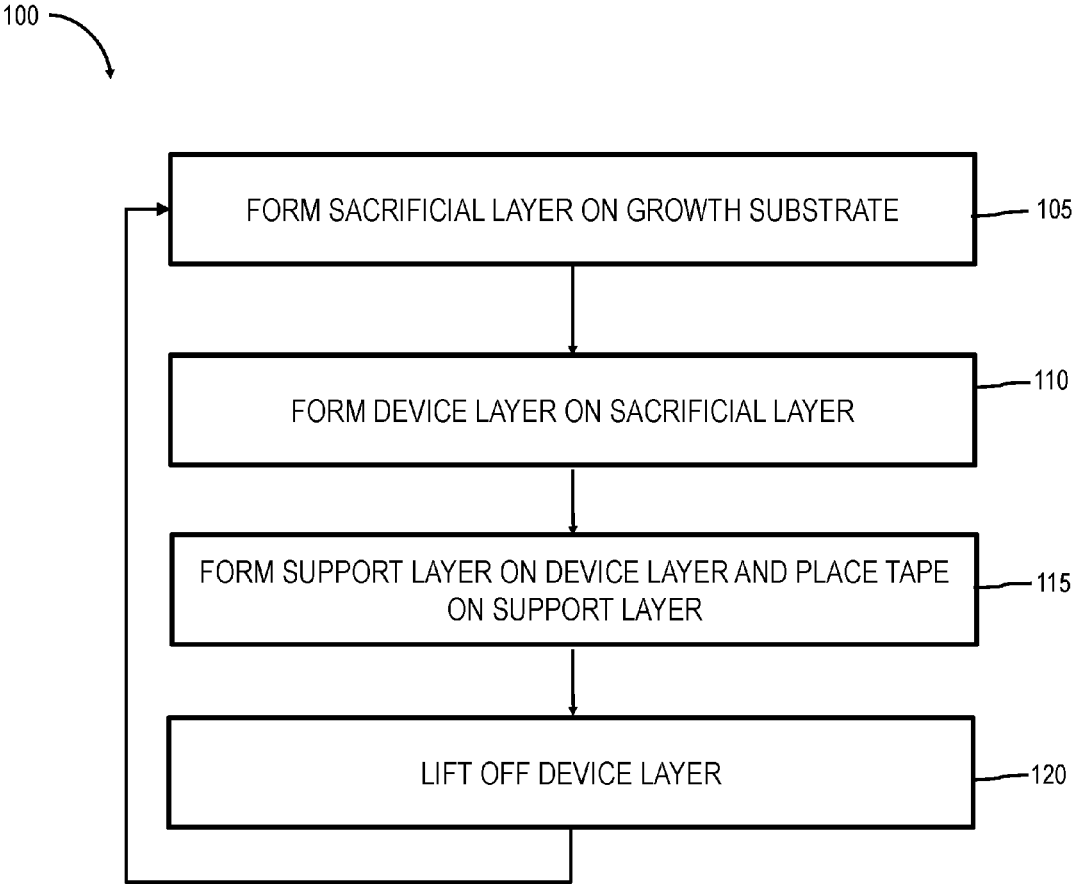 100
FORM SACRIFICIAL LAYER ON GROWTH SUBSTRATE
105
FORM DEVICE LAYER ON SACRIFICIAL LAYER
110
FORM SUPPORT LAYER ON DEVICE LAYER AND PLACE TAPE
ON SUPPORT LAYER
115
LIFT OFF DEVICE LAYER
120